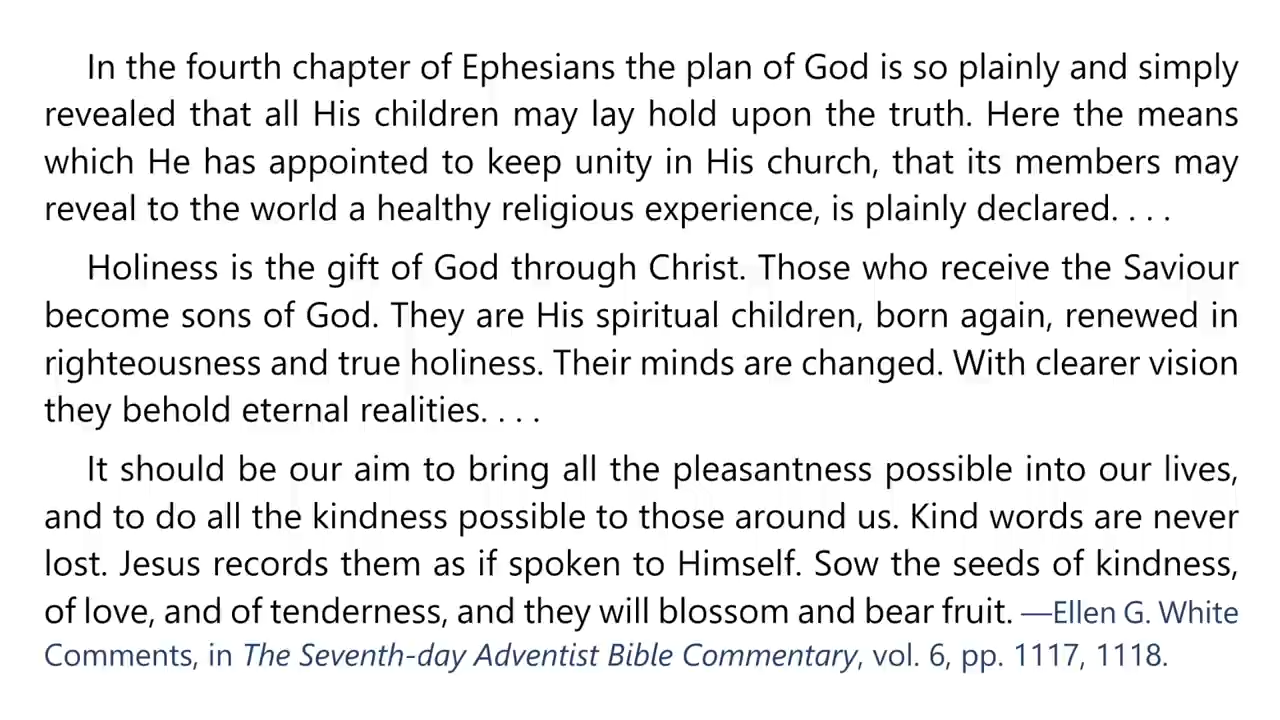 In the fourth chapter of Ephesians the plan of God is so plainly and simply
revealed that all His children may lay hold upon the truth. Here the means
which He has appointed to keep unity in His church, that its members may
reveal to the world a healthy religious experience, is plainly declared. . . .
Holiness is the gift of God through Christ. Those who receive the Saviour
become sons of God. They are His spiritual children, born again, renewed in
righteousness and true holiness. Their minds are changed. With clearer vision
they behold eternal realities. . . .
It should be our aim to bring all the pleasantness possible into our lives,
and to do all the kindness possible to those around us. Kind words are never
lost. Jesus records them as if spoken to Himself. Sow the seeds of kindness,
of love, and of tenderness, and they will blossom and bear fruit. —Ellen G. White
Comments, in The Seventh-day Adventist Bible Commentary, vol. 6, pp. 1117, 1118.